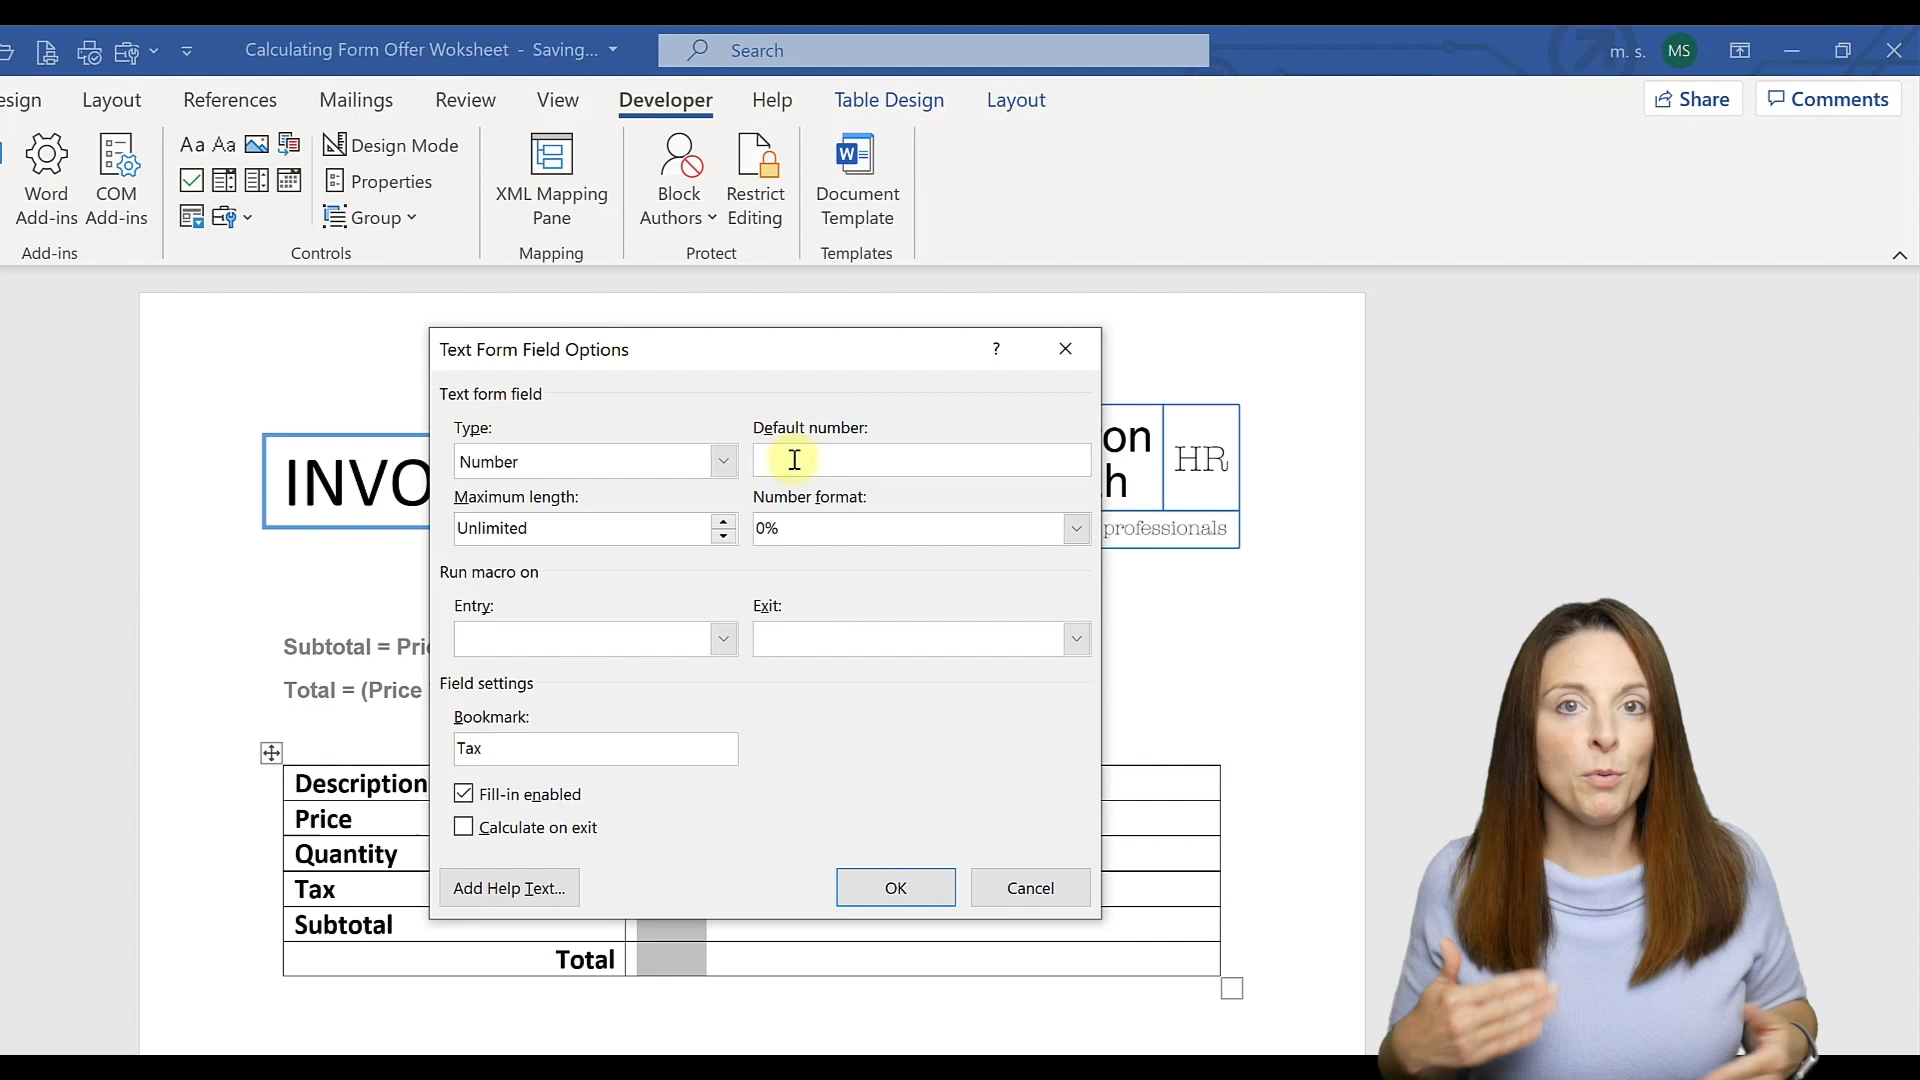 Calculating Form Offer Woksheet - Saving...
Search
m. s.
MS
esign
Layout
References
Mailings
Review
View
Developer
Help
Table Design
Layout
Share
Comments
Word Add-ins
COM Add-ins
Add-ins
Aa Aa
Design Mode
Properties
Group
Controls
XML Mapping Pane
Mapping
Block Authors
Restrict Editing
Protect
Document Template
Templates
Text Form Field Options
?
Text form field
Type:
Default number:
Number
Maximum length:
Number format:
Unlimited
0%
Run macro on
Entry:
Exit:
Field settings
Bookmark:
Tax
Fill-in enabled
Calculate on exit
Add Help Text...
OK
Cancel
INVO
on
h
HR
professionals
Subtotal = Pri
Total = (Price
Description
Price
Quantity
Tax
Subtotal
Total